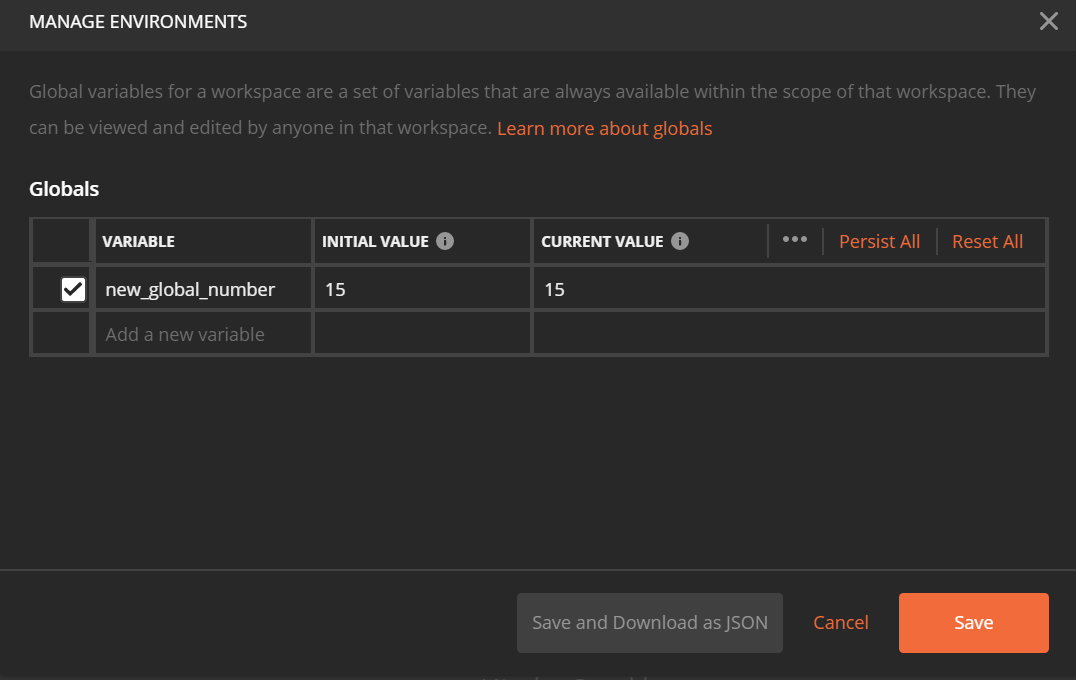 MANAGE ENVIRONMENTS
Global variables for a workspace are a set of variables that are always available within the scope of that workspace. They
can be viewed and edited by anyone in that workspace. Learn more about globals
Globals
VARIABLE INITIAL VALUE CURRENT VALUE Persist All Reset All
new_global_number 15 15
Add a new variable
Save and Download as JSON Cancel Save